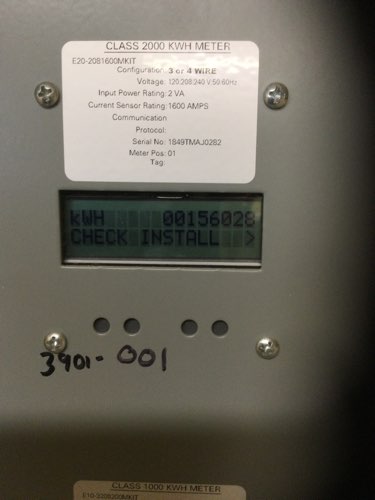 CLASS 2000 KWH METER
E20-2081600MKIT
Configuration: 3 or 4 WIRE
Voltage: 120/208-240 V 50/60Hz
Input Power Rating: 2 VA
Current Sensor Rating: 1600 AMPS
Communication
Protocol:
Serial No: 1849TMAJ0282
Meter Pos: 01
Tag:
kWH 00156028
CHECK INSTALL >
3901-001
CLASS 1000 KWH METER